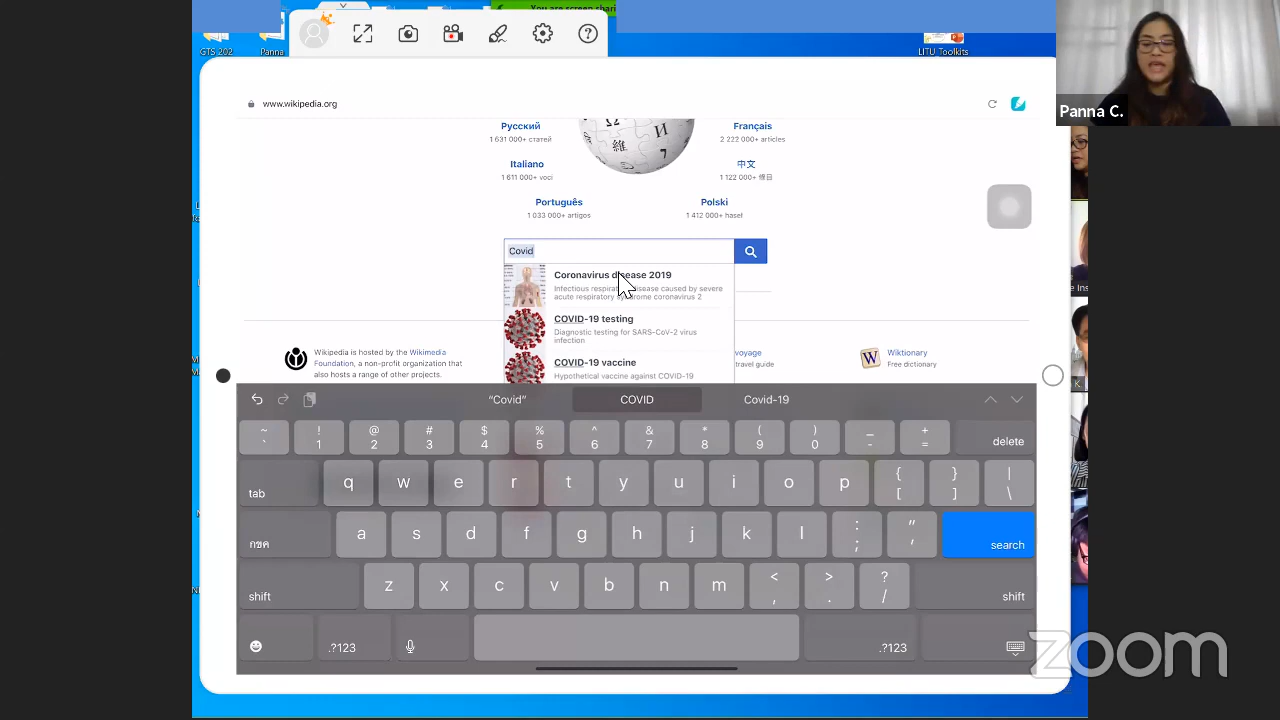 You are screen shari
GTS 202
Panna
LITU_Toolkits
Panna C.
www.wikipedia.org
Русский
1 631 000+ статей
Français
2 222 000+ articles
Italiano
1 611 000+ voci
中文
1 122 000+ 條目
Português
1 033 000+ artigos
Polski
1 412 000+ haseł
Covid
Coronavirus disease 2019
Infectious respiratory disease caused by severe
acute respiratory syndrome coronavirus 2
COVID-19 testing
Diagnostic testing for SARS-CoV-2 virus
infection
COVID-19 vaccine
Hypothetical vaccine against COVID-19
Wikipedia is hosted by the Wikimedia
Foundation, a non-profit organization that
also hosts a range of other projects.
voyage
travel guide
W
Wiktionary
Free dictionary
“Covid”
COVID
Covid-19
~ ! @ # $ % ^ & * ( ) _ +
` 1 2 3 4 5 6 7 8 9 0 - = delete
tab q w e r t y u i o p { [ } ] | \
กขค a s d f g h j k l : ; " ' search
shift z x c v b n m < , > . ? / shift
.?123 .?123
zoom